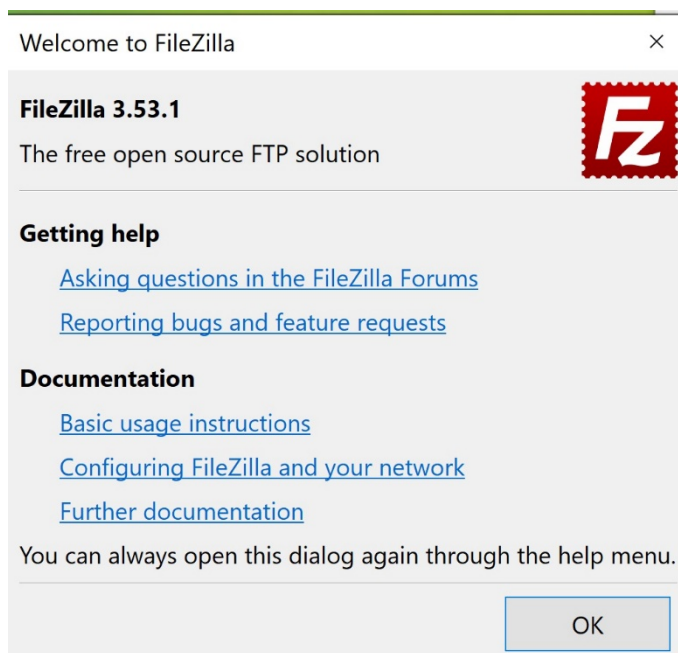 Welcome to FileZilla
FileZilla 3.53.1
The free open source FTP solution
Fz
Getting help
Asking questions in the FileZilla Forums
Reporting bugs and feature requests
Documentation
Basic usage instructions
Configuring FileZilla and your network
Further documentation
You can always open this dialog again through the help menu.
OK